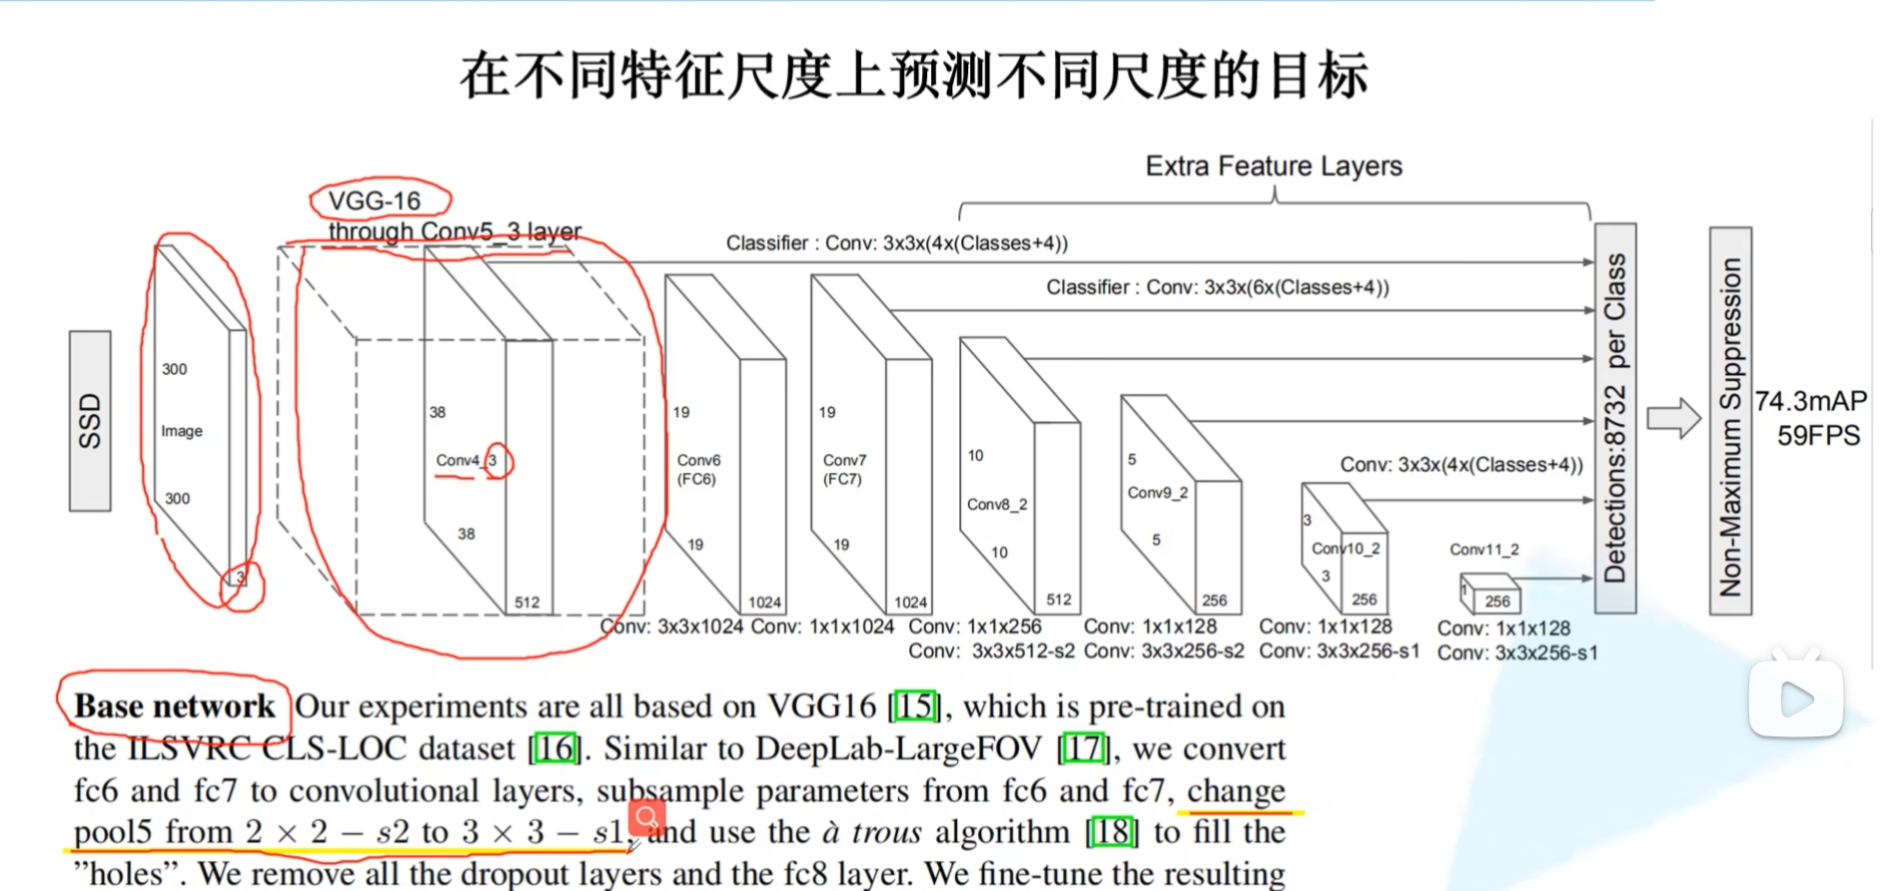 在不同特征尺度上预测不同尺度的目标
Extra Feature Layers
VGG-16
through Conv5_3 layer
Classifier : Conv: 3x3x(4x(Classes+4))
Classifier : Conv: 3x3x(6x(Classes+4))
SSD
300
Image
300
3
38
Conv4_3
38
512
19
Conv6
(FC6)
19
1024
19
Conv7
(FC7)
19
1024
10
Conv8_2
10
512
5
Conv9_2
5
256
Conv: 3x3x(4x(Classes+4))
3
Conv10_2
3
256
Conv11_2
1
256
Detections:8732 per Class
Non-Maximum Suppression
74.3mAP
59FPS
Conv: 3x3x1024 Conv: 1x1x1024 Conv: 1x1x256 Conv: 1x1x128 Conv: 1x1x128 Conv: 1x1x128
Conv: 3x3x512-s2 Conv: 3x3x256-s2 Conv: 3x3x256-s1 Conv: 3x3x256-s1
Base network Our experiments are all based on VGG16 [15], which is pre-trained on
the ILSVRC CLS-LOC dataset [16]. Similar to DeepLab-LargeFOV [17], we convert
fc6 and fc7 to convolutional layers, subsample parameters from fc6 and fc7, change
pool5 from 2 × 2 − s2 to 3 × 3 − s1, and use the à trous algorithm [18] to fill the
"holes". We remove all the dropout layers and the fc8 layer. We fine-tune the resulting